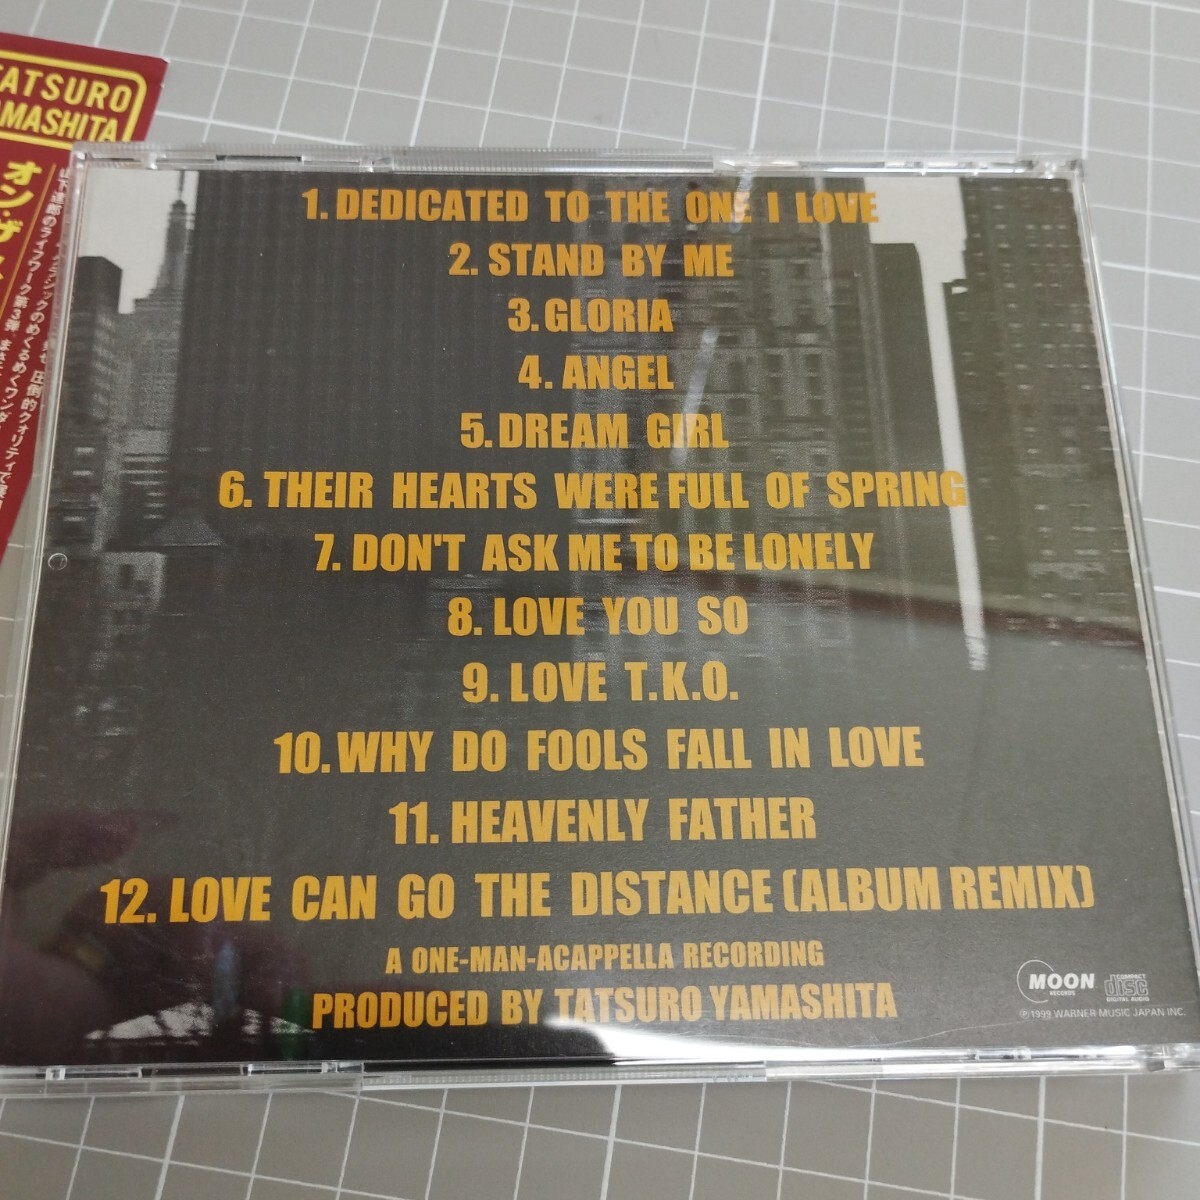 TATSURO
YAMASHITA
オン・ザ・
1. DEDICATED TO THE ONE I LOVE
2. STAND BY ME
3. GLORIA
4. ANGEL
5. DREAM GIRL
6. THEIR HEARTS WERE FULL OF SPRING
7. DON'T ASK ME TO BE LONELY
8. LOVE YOU SO
9. LOVE T.K.O.
10. WHY DO FOOLS FALL IN LOVE
11. HEAVENLY FATHER
12. LOVE CAN GO THE DISTANCE (ALBUM REMIX)
A ONE-MAN-ACAPPELLA RECORDING
PRODUCED BY TATSURO YAMASHITA
MOON
RECORDS
COMPACT
disc
DIGITAL AUDIO
℗1999 WARNER MUSIC JAPAN INC.